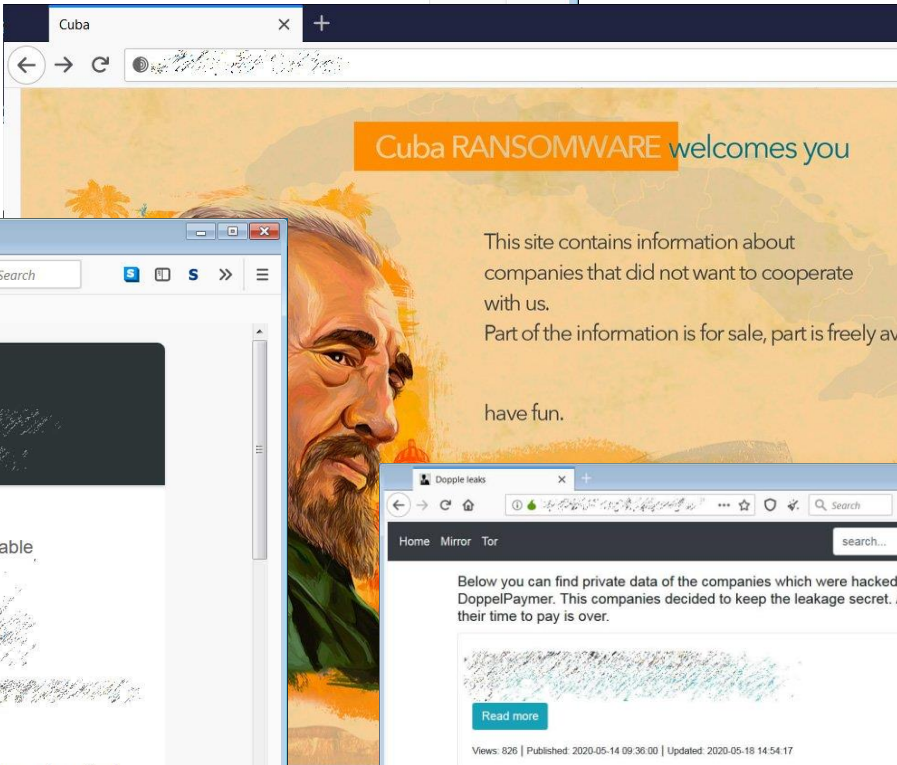 Cuba
Cuba RANSOMWARE welcomes you
This site contains information about
companies that did not want to cooperate
with us.
Part of the information is for sale, part is freely av
have fun.
Search
S
S
able
Dopple leaks
Search
Home Mirror Tor
search...
Below you can find private data of the companies which were hacked
DoppelPaymer. This companies decided to keep the leakage secret.
their time to pay is over.
Read more
Views: 826 | Published: 2020-05-14 09:36:00 | Updated: 2020-05-18 14:54:17